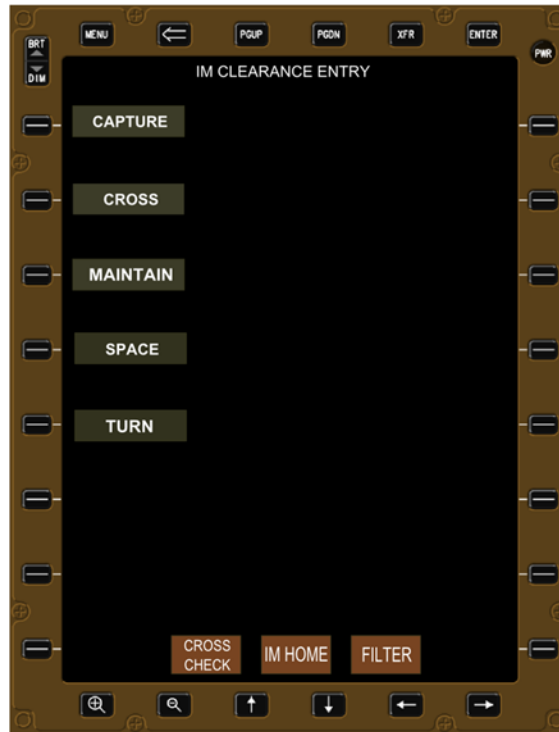 MENU
PGUP
PGDN
XFR
ENTER
BRT
DIM
PWR
IM CLEARANCE ENTRY
CAPTURE
CROSS
MAINTAIN
SPACE
TURN
CROSS
CHECK
IM HOME
FILTER